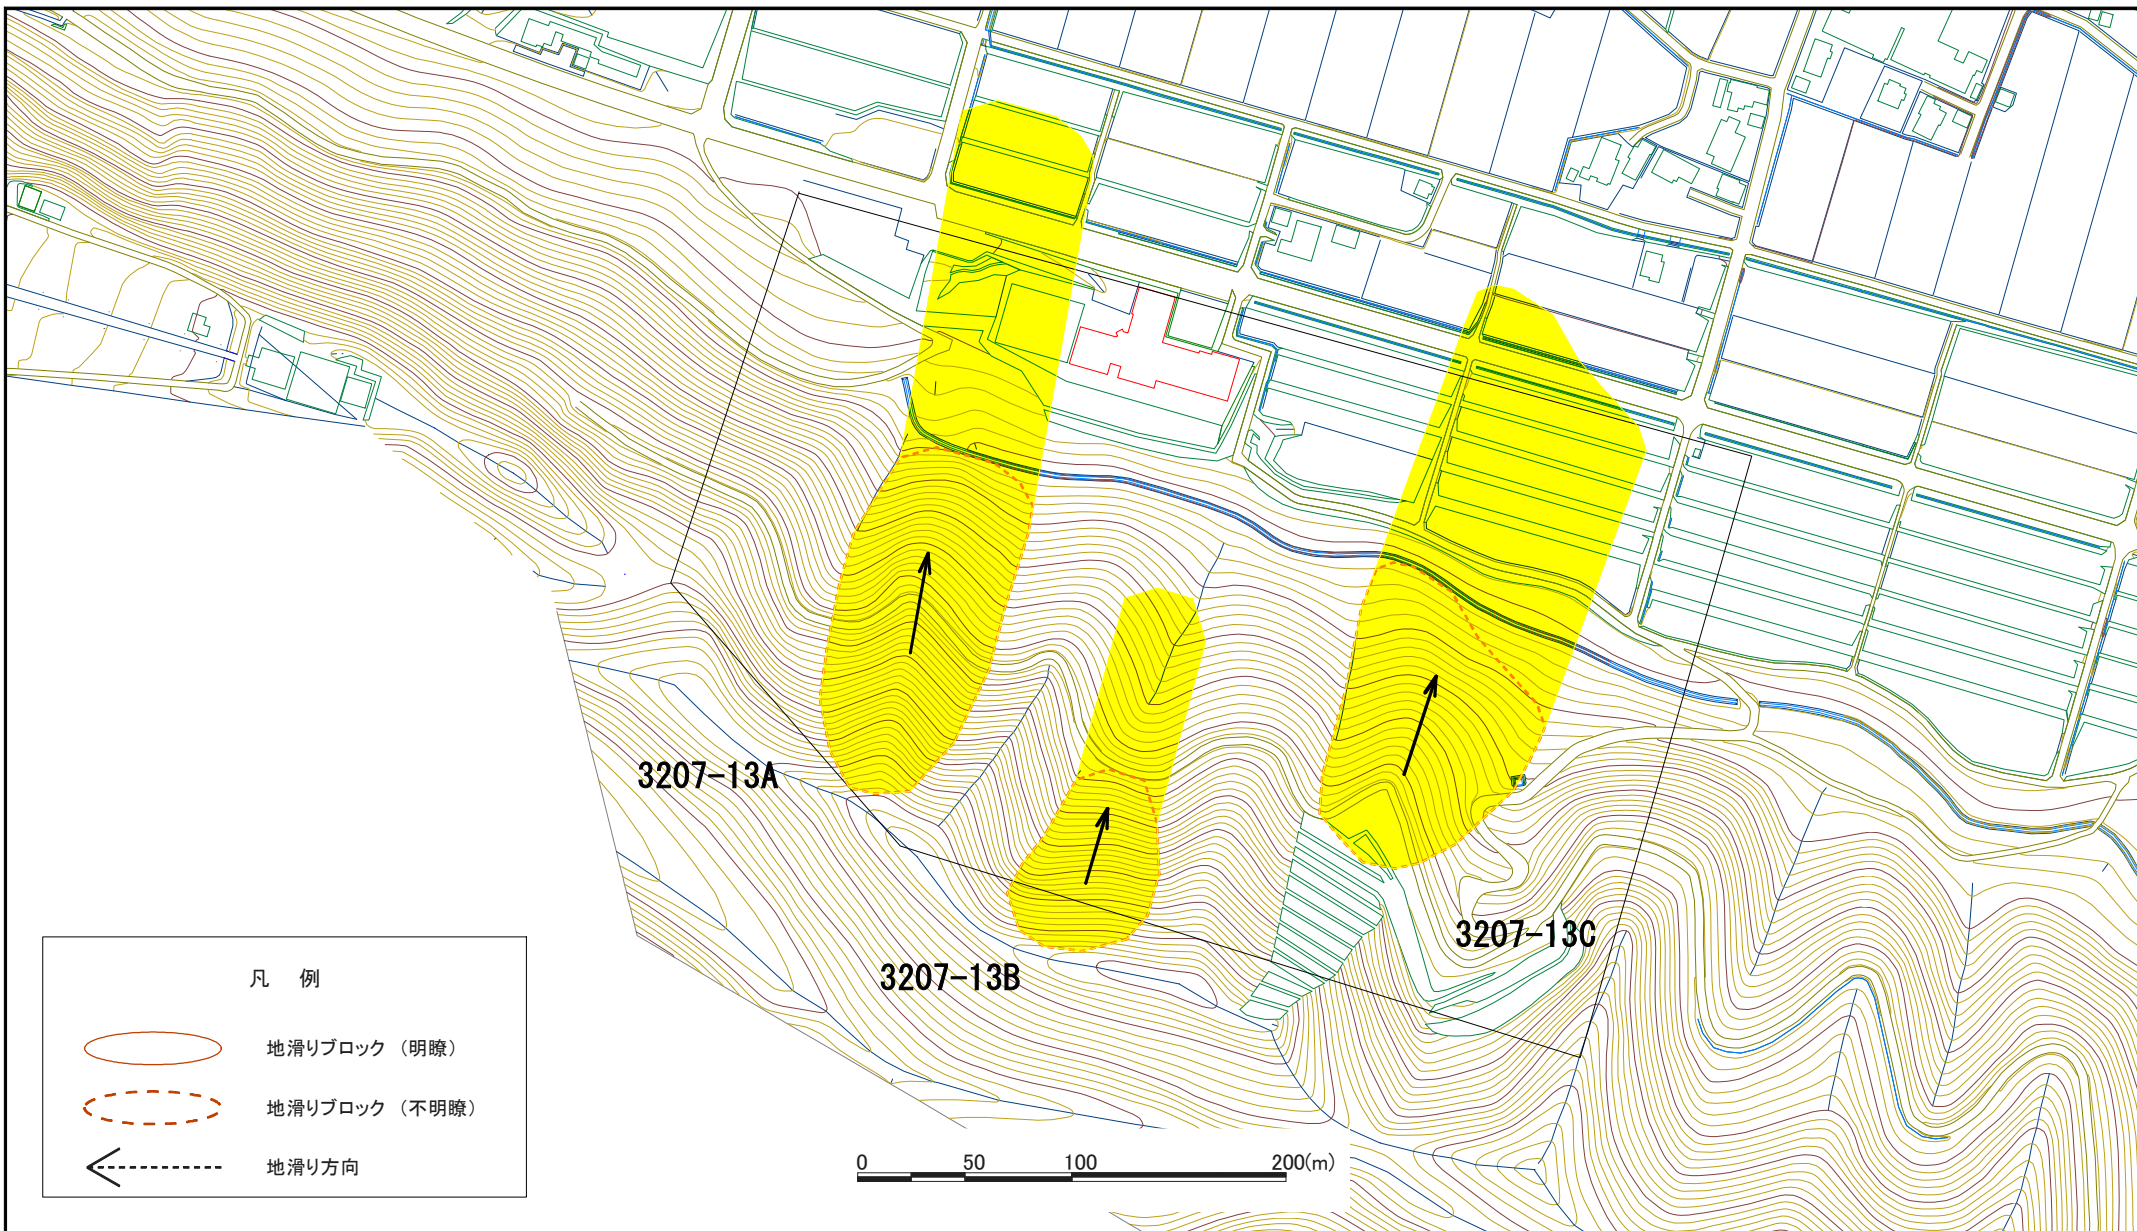 3207-13A
3207-13B
3207-13C
凡 例
地滑りブロック （明瞭）
地滑りブロック （不明瞭）
地滑り方向
0 50 100 200(m)